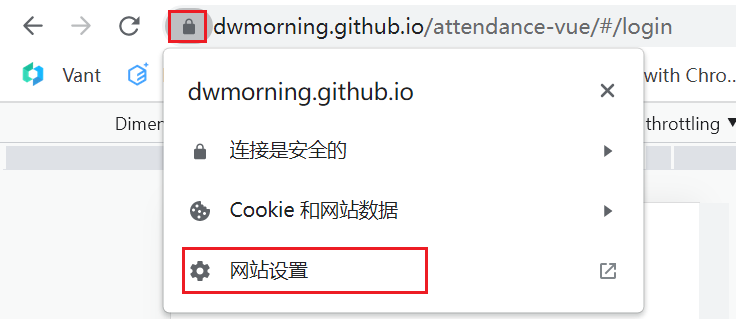 dwmorning.github.io/attendance-vue/#/login
Vant
with Chro...
dwmorning.github.io
Dimen
throttling
连接是安全的
Cookie 和网站数据
网站设置